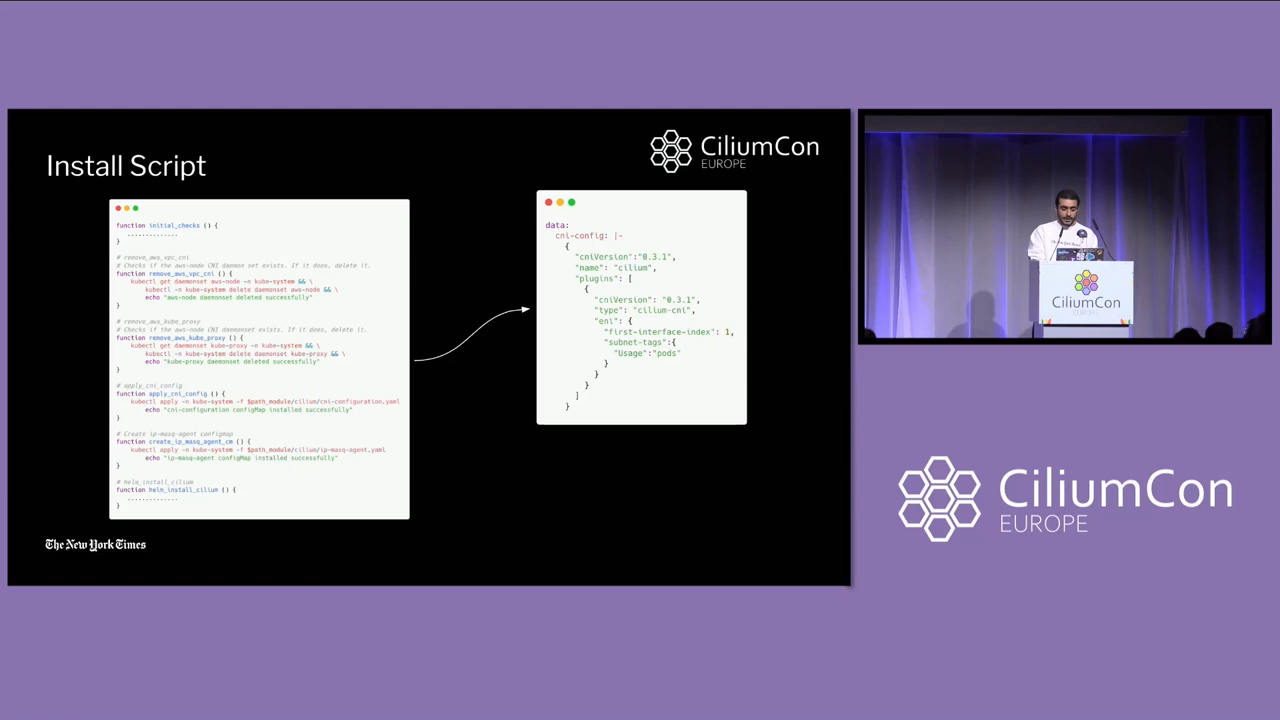 Install Script
CiliumCon
EUROPE
function initial_checks () {
..............
}
# remove_aws_vpc_cni
# Checks if the aws-node CNI daemon set exists. If it does, delete it.
function remove_aws_vpc_cni () {
kubectl get daemonset aws-node -n kube-system && \
kubectl -n kube-system delete daemonset aws-node && \
echo "aws-node daemonset deleted successfully"
}
# remove_aws_kube_proxy
# Checks if the aws-node CNI daemonset exists. If it does, delete it.
function remove_aws_kube_proxy () {
kubectl get daemonset kube-proxy -n kube-system && \
kubectl -n kube-system delete daemonset kube-proxy && \
echo "kube-proxy daemonset deleted successfully"
}
# apply_cni_config
function apply_cni_config () {
kubectl apply -n kube-system -f $path_module/cilium/cni-configuration.yaml
echo "cni-configuration configMap installed successfully"
}
# Create ip-masq-agent configmap
function create_ip_masq_agent_cm () {
kubectl apply -n kube-system -f $path_module/cilium/ip-masq-agent.yaml
echo "ip-masq-agent configMap installed successfully"
}
# helm_install_cilium
function helm_install_cilium () {
..............
}
data:
cni-config: |-
{
"cniVersion":"0.3.1",
"name": "cilium",
"plugins": [
{
"cniVersion": "0.3.1",
"type": "cilium-cni",
"eni": {
"first-interface-index": 1,
"subnet-tags":{
"Usage":"pods"
}
}
}
]
}
The New York Times
CiliumCon
EUROPE
CiliumCon
EUROPE